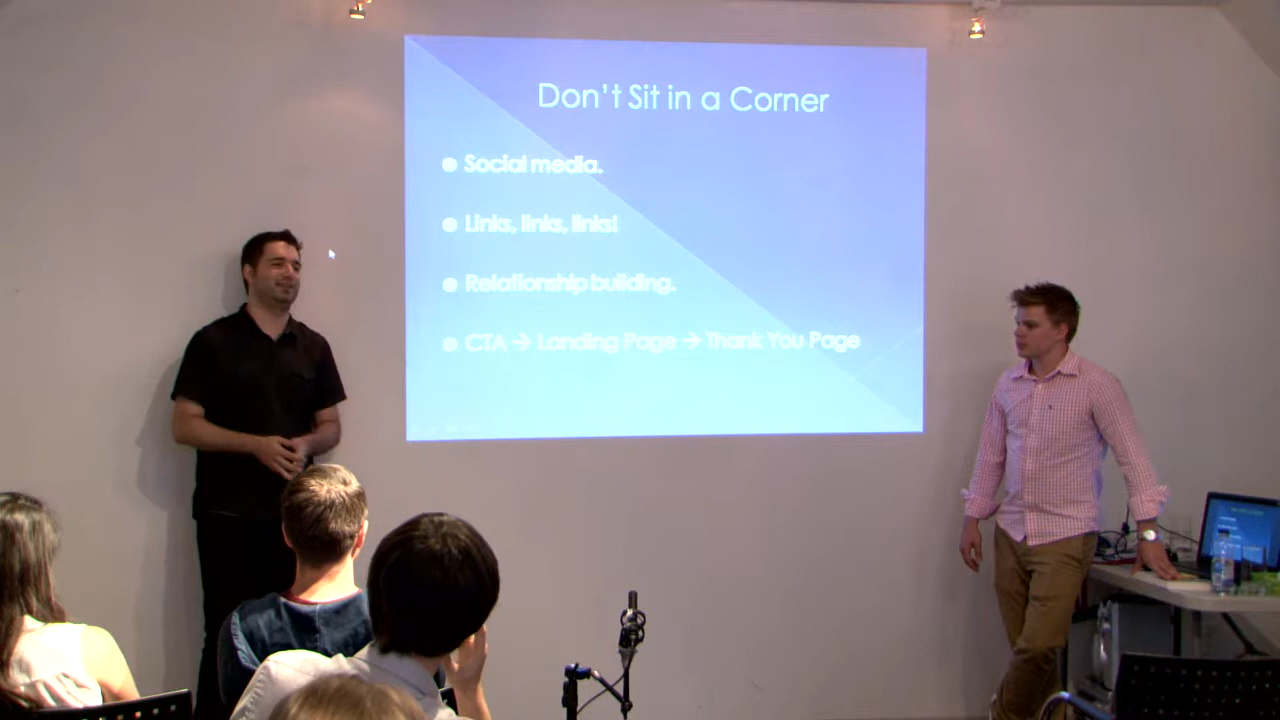 Don't Sit in a Corner
Social media.
Links, links, links!
Relationship building.
CTA → Landing Page → Thank You Page